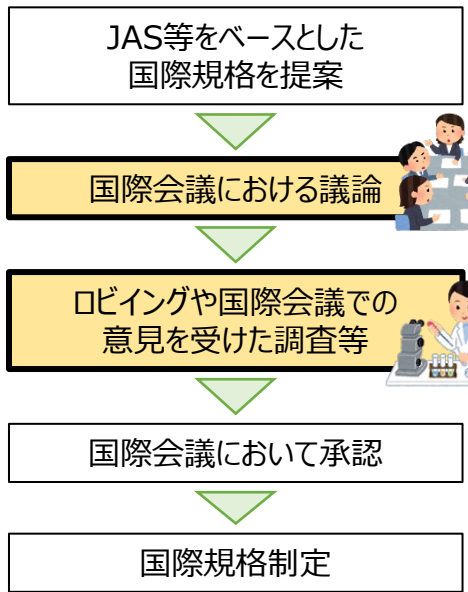 JAS等をベースとした
国際規格を提案
国際会議における議論
ロビイングや国際会議での
意見を受けた調査等
国際会議において承認
国際規格制定